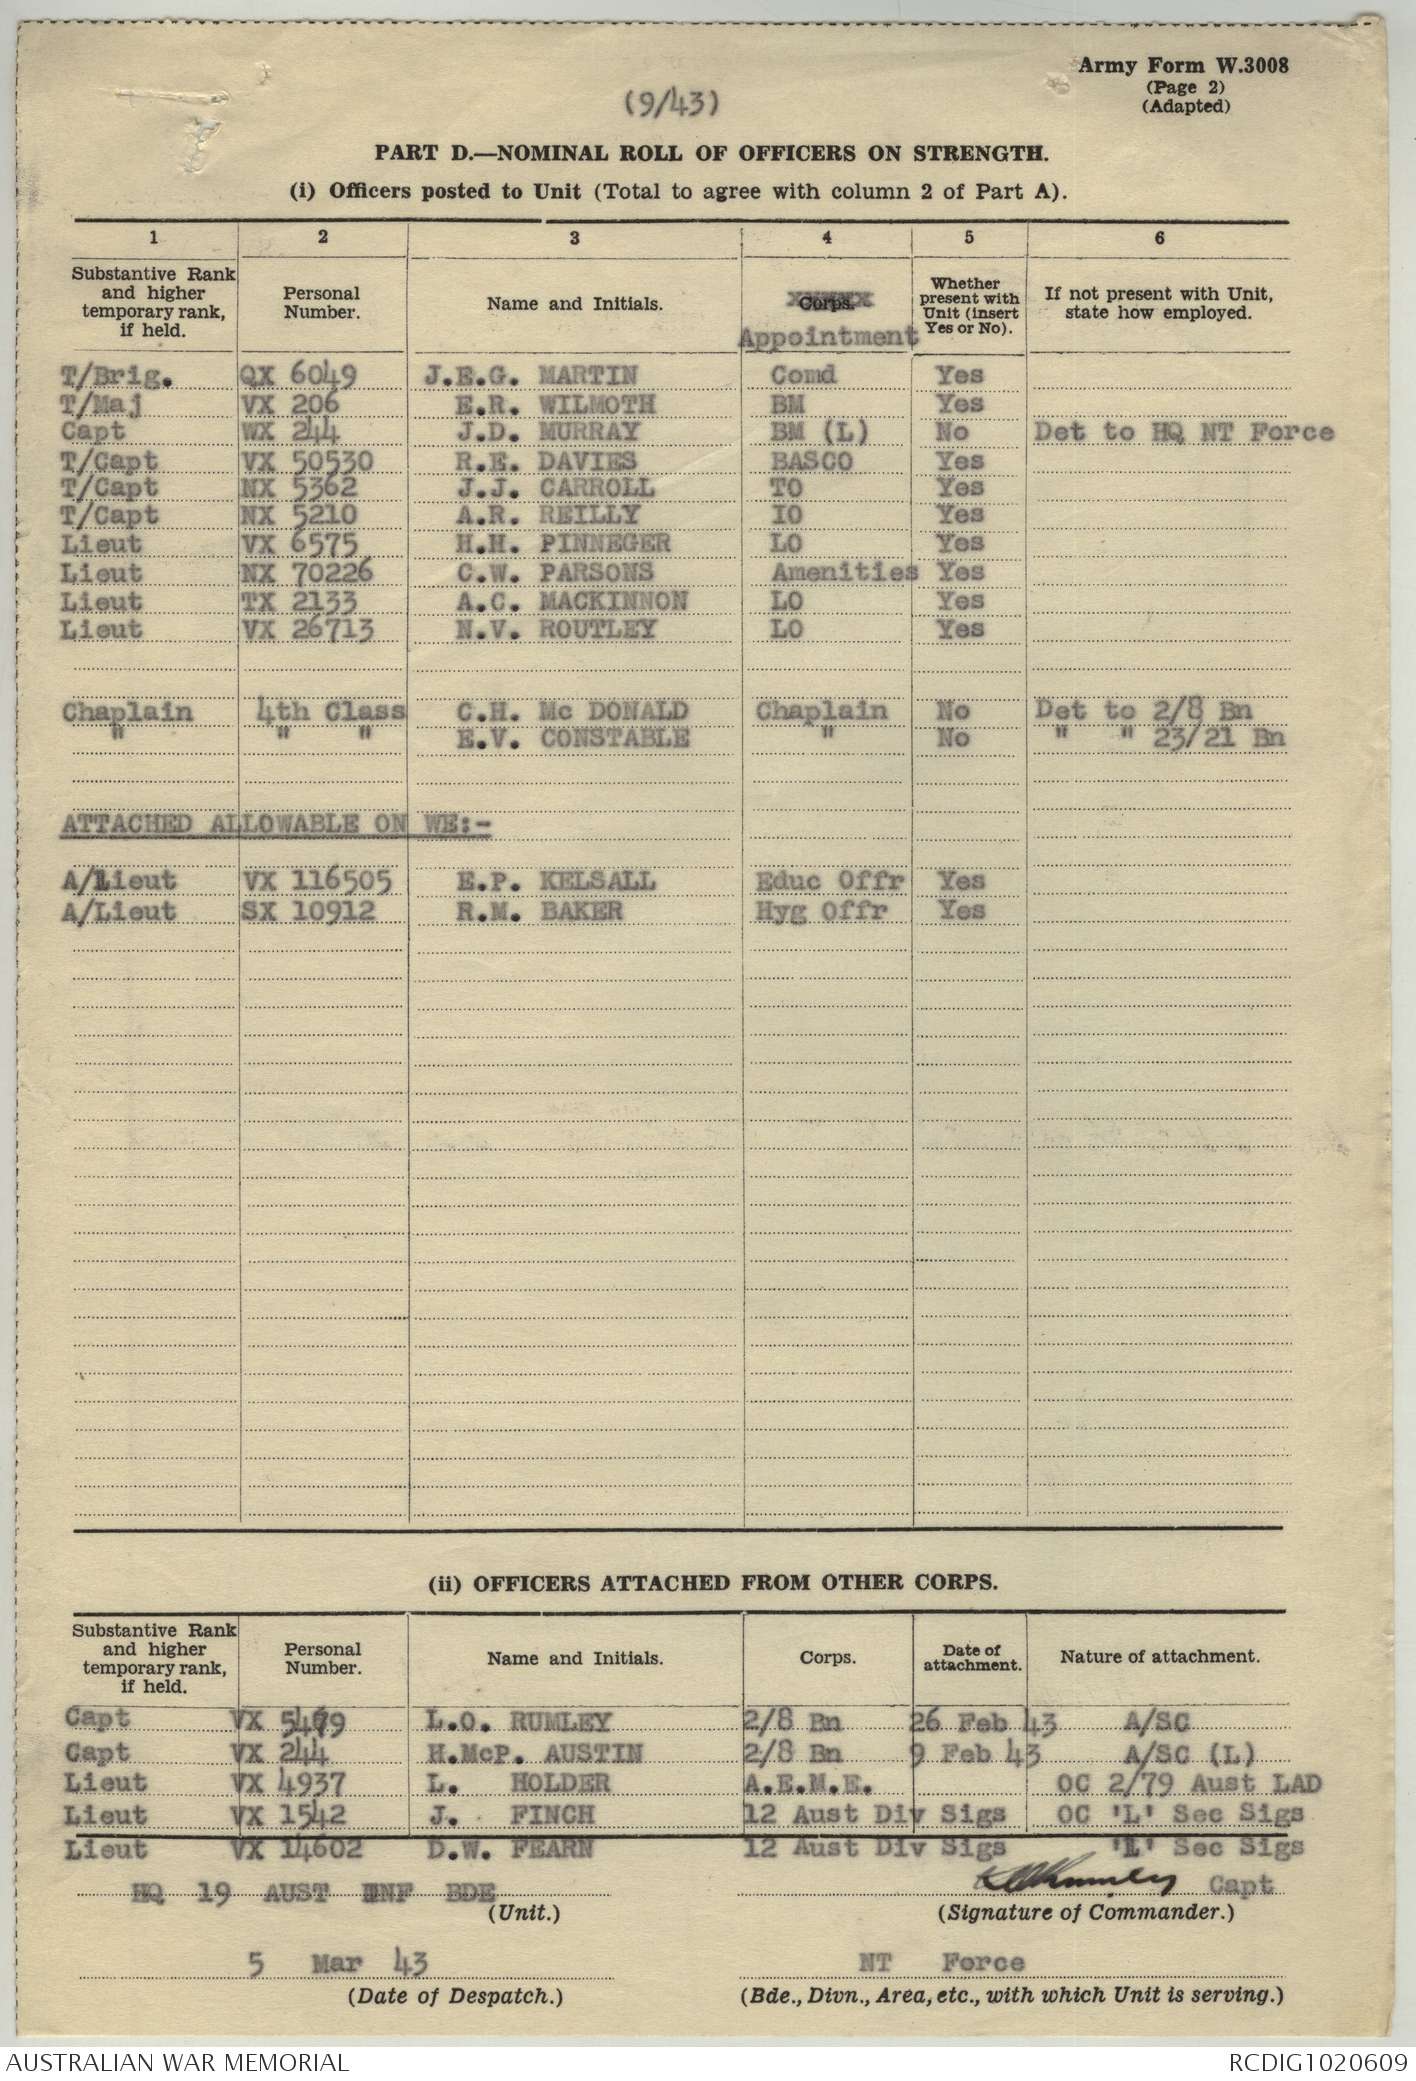 Army Form W.3008
(Page 2)
(Adapted)
(9/43)
PART D.—NOMINAL ROLL OF OFFICERS ON STRENGTH.
(i) Officers posted to Unit (Total to agree with column 2 of Part A).
1 2 3 4 5 6
Substantive Rank and higher temporary rank, if held. Personal Number. Name and Initials. Corps. Appointment Whether present with Unit (insert Yes or No). If not present with Unit, state how employed.
T/Brig. QX 6049 J.E.G. MARTIN Comd Yes
T/Maj VX 206 E.R. WILMOTH BM Yes
Capt WX 244 J.D. MURRAY BM (L) No Det to HQ NT Force
T/Capt VX 50530 R.E. DAVIES BASCO Yes
T/Capt NX 5362 J.J. CARROLL TO Yes
T/Capt NX 5210 A.R. REILLY IO Yes
Lieut VX 6575 H.H. PINNEGER LO Yes
Lieut NX 70226 C.W. PARSONS Amenities Yes
Lieut TX 2133 A.C. MACKINNON LO Yes
Lieut VX 26713 N.V. ROUTLEY LO Yes
Chaplain 4th Class C.H. Mc DONALD Chaplain No Det to 2/8 Bn
" " " E.V. CONSTABLE " No " " 23/21 Bn
ATTACHED ALLOWABLE ON WE:-
A/Lieut VX 116505 E.P. KELSALL Educ Offr Yes
A/Lieut SX 10912 R.M. BAKER Hyg Offr Yes
(ii) OFFICERS ATTACHED FROM OTHER CORPS.
Substantive Rank and higher temporary rank, if held. Personal Number. Name and Initials. Corps. Date of attachment. Nature of attachment.
Capt VX L.O. RUMLEY 2/8 Bn 26 Feb 43 A/SC
Capt VX 244 H.McP. AUSTIN 2/8 Bn 9 Feb 43 A/SC (L)
Lieut VX 4937 L. HOLDER A.E.M.E. OC 2/79 Aust LAD
Lieut VX 1542 J. FINCH 12 Aust Div Sigs OC 'L' Sec Sigs
Lieut VX 14602 D.W. FEARN 12 Aust Div Sigs 'L' Sec Sigs
HQ 19 AUST INF BDE
(Unit.)
Capt
(Signature of Commander.)
5 Mar 43
(Date of Despatch.)
NT Force
(Bde., Divn., Area, etc., with which Unit is serving.)
AUSTRALIAN WAR MEMORIAL
RCDIG1020609